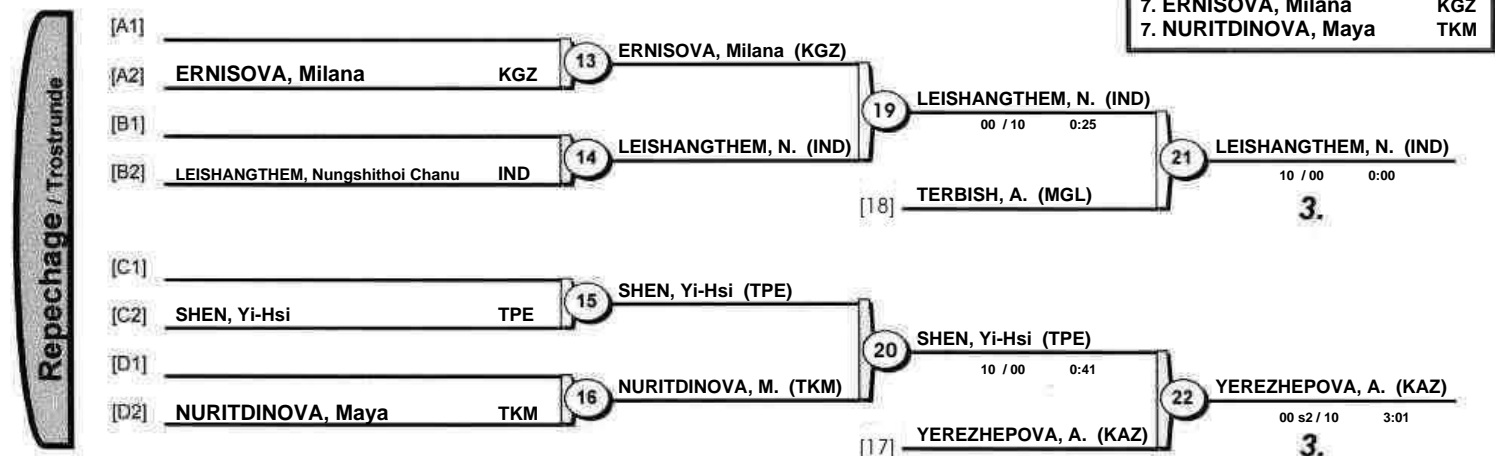 7. ERNISOVA, Milana KGZ
7. NURITDINOVA, Maya TKM
Repechage / Trostrunde
[A1]
[A2] ERNISOVA, Milana KGZ
13
ERNISOVA, Milana (KGZ)
[B1]
[B2] LEISHANGTHEM, Nungshithoi Chanu IND
14
LEISHANGTHEM, N. (IND)
19
LEISHANGTHEM, N. (IND)
00 / 10 0:25
[18] TERBISH, A. (MGL)
21
LEISHANGTHEM, N. (IND)
10 / 00 0:00
3.
[C1]
[C2] SHEN, Yi-Hsi TPE
15
SHEN, Yi-Hsi (TPE)
[D1]
[D2] NURITDINOVA, Maya TKM
16
NURITDINOVA, M. (TKM)
20
SHEN, Yi-Hsi (TPE)
10 / 00 0:41
[17] YEREZHEPOVA, A. (KAZ)
22
YEREZHEPOVA, A. (KAZ)
00 s2 / 10 3:01
3.